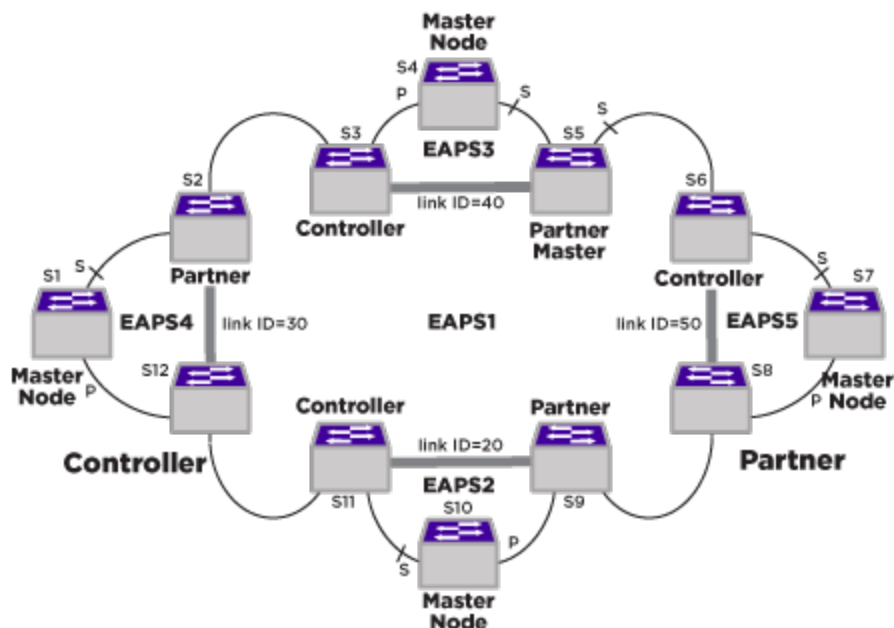 Master
Node
S4
P
S
S
S3
S5
EAPS3
S2
S6
link ID=40
Controller
Partner
Master
S
S1
Partner
Controller
S
S7
EAPS4
link ID=30
EAPS1
link ID=50
EAPS5
S12
S8
Master
Node
P
Master
Node
P
Controller
Partner
Controller
link ID=20
Partner
EAPS2
S11
S10
S9
P
S
Master
Node